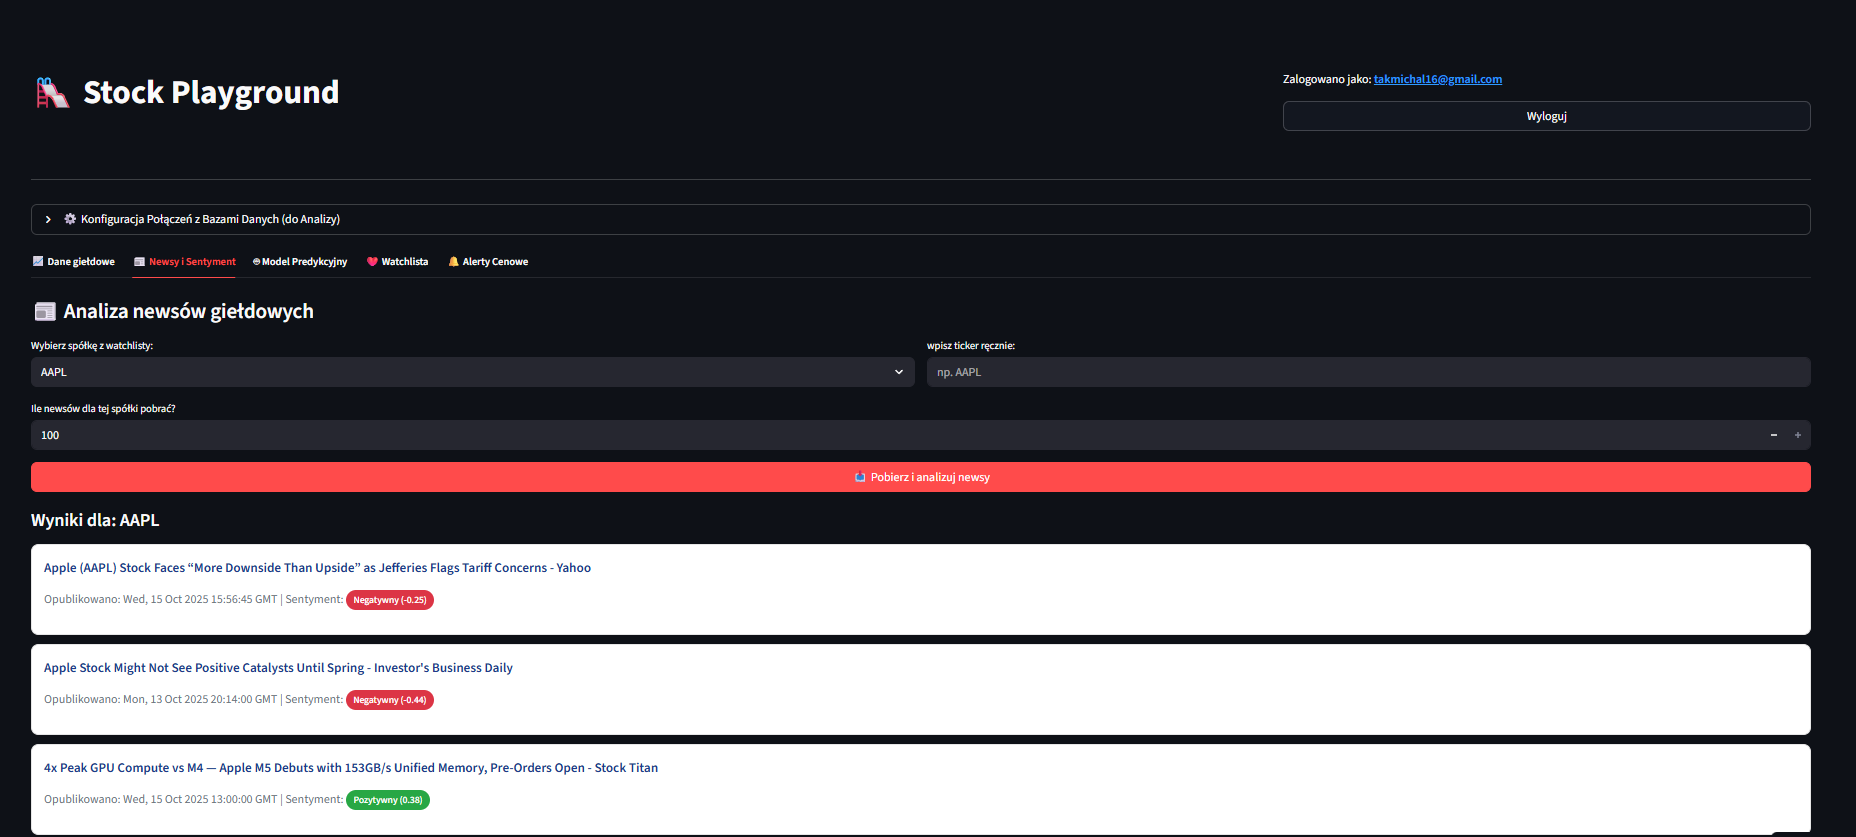 Stock Playground
Zalogowano jako: takmichal16@gmail.com
Wyloguj
Konfiguracja Połączeń z Bazami Danych (do Analizy)
Dane giełdowe Newsy i Sentyment Model Predykcyjny Watchlista Alerty Cenowe
Analiza newsów giełdowych
Wybierz spółkę z watchlisty: wpisz ticker ręcznie:
AAPL np. AAPL
Ile newsów dla tej spółki pobrać?
100
Pobierz i analizuj newsy
Wyniki dla: AAPL
Apple (AAPL) Stock Faces “More Downside Than Upside” as Jefferies Flags Tariff Concerns - Yahoo
Opublikowano: Wed, 15 Oct 2025 15:56:45 GMT | Sentyment: Negatywny (-0.25)
Apple Stock Might Not See Positive Catalysts Until Spring - Investor's Business Daily
Opublikowano: Mon, 13 Oct 2025 20:14:00 GMT | Sentyment: Negatywny (-0.44)
4x Peak GPU Compute vs M4 — Apple M5 Debuts with 153GB/s Unified Memory, Pre-Orders Open - Stock Titan
Opublikowano: Wed, 15 Oct 2025 13:00:00 GMT | Sentyment: Pozytywny (0.38)